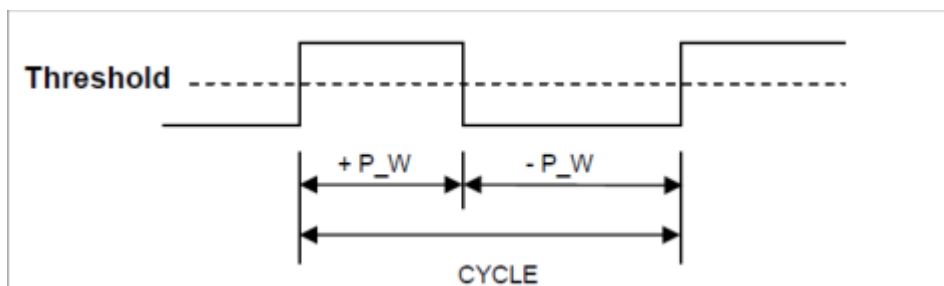 Threshold
+ P_W
- P_W
CYCLE